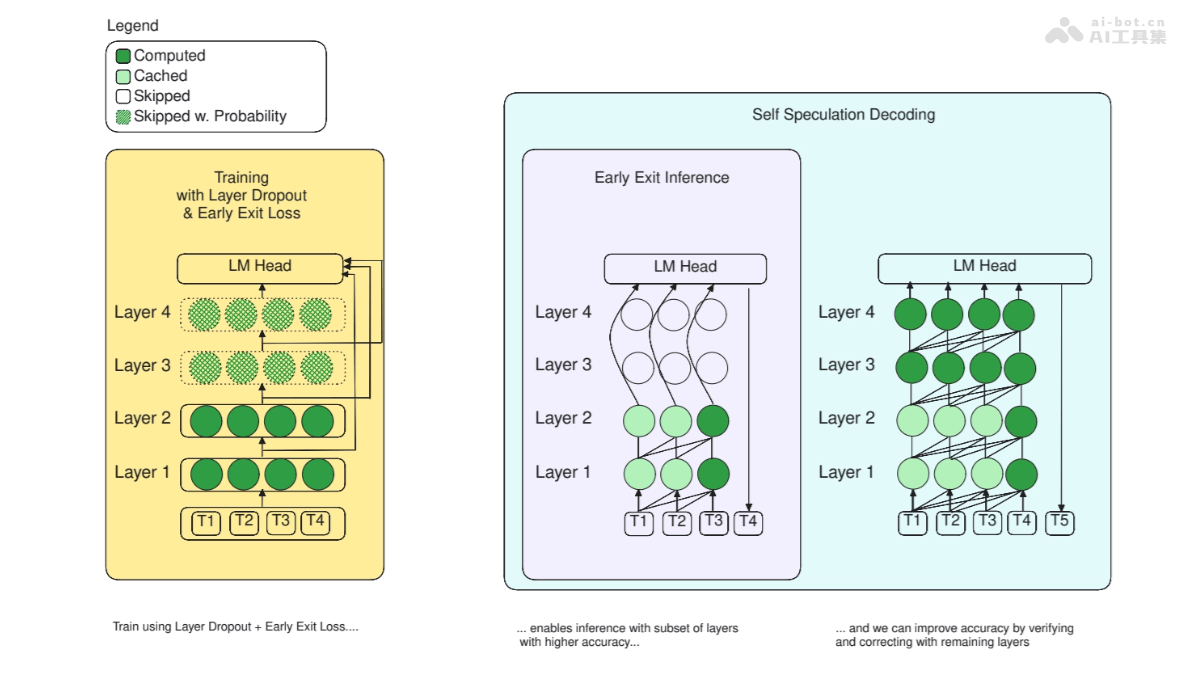 ai-bot.cn
AI工具集
Legend
Computed
Cached
Skipped
Skipped w. Probability
Training
with Layer Dropout
& Early Exit Loss
LM Head
Layer 4
Layer 3
Layer 2
Layer 1
T1 T2 T3 T4
Self Speculation Decoding
Early Exit Inference
LM Head
Layer 4
Layer 3
Layer 2
Layer 1
T1 T2 T3 T4
LM Head
Layer 4
Layer 3
Layer 2
Layer 1
T1 T2 T3 T4 T5
Train using Layer Dropout + Early Exit Loss....
... enables inference with subset of layers
with higher accuracy...
... and we can improve accuracy by verifying
and correcting with remaining layers